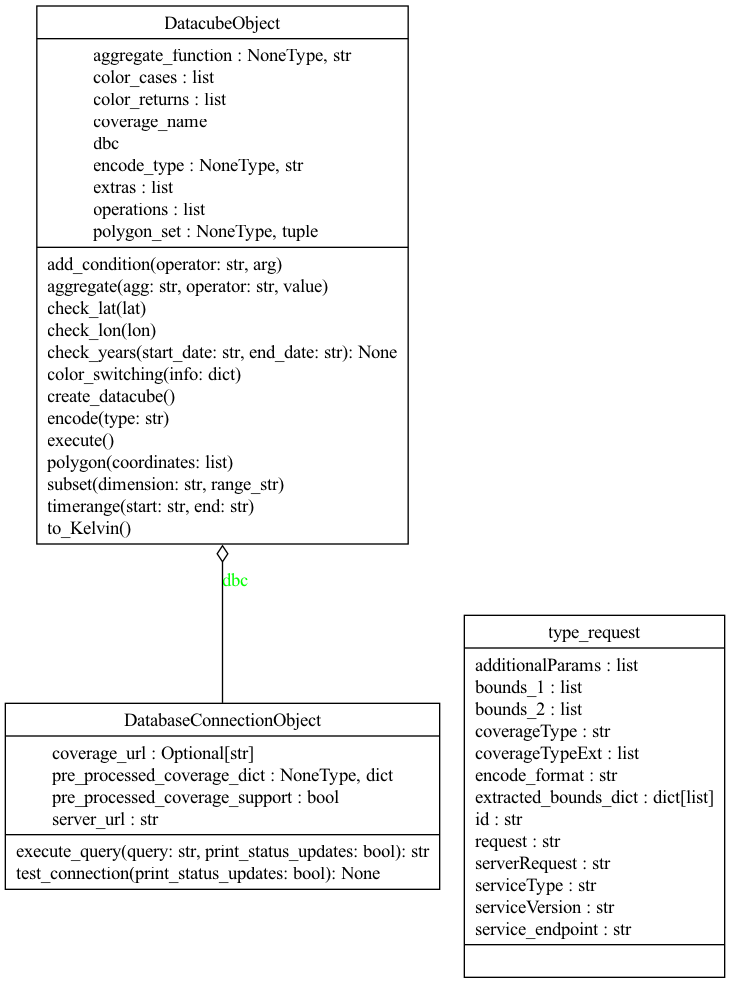 DatacubeObject
aggregate_function : NoneType, str
color_cases : list
color_returns : list
coverage_name
dbc
encode_type : NoneType, str
extras : list
operations : list
polygon_set : NoneType, tuple
add_condition(operator: str, arg)
aggregate(agg: str, operator: str, value)
check_lat(lat)
check_lon(lon)
check_years(start_date: str, end_date: str): None
color_switching(info: dict)
create_datacube()
encode(type: str)
execute()
polygon(coordinates: list)
subset(dimension: str, range_str)
timerange(start: str, end: str)
to_Kelvin()
dbc
DatabaseConnectionObject
coverage_url : Optional[str]
pre_processed_coverage_dict : NoneType, dict
pre_processed_coverage_support : bool
server_url : str
execute_query(query: str, print_status_updates: bool): str
test_connection(print_status_updates: bool): None
type_request
additionalParams : list
bounds_1 : list
bounds_2 : list
coverageType : str
coverageTypeExt : list
encode_format : str
extracted_bounds_dict : dict[list]
id : str
request : str
serverRequest : str
serviceType : str
serviceVersion : str
service_endpoint : str